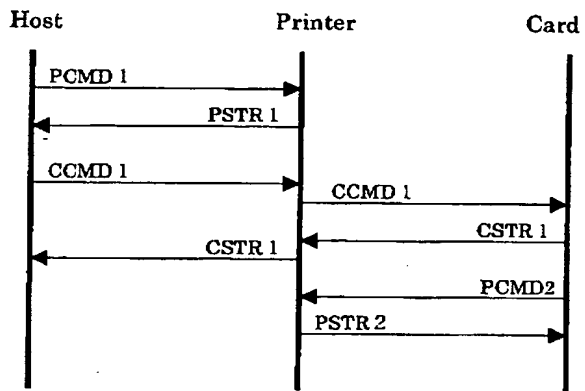 Host Printer Card
PCMD 1
PSTR 1
CCMD 1
CCMD 1
CSTR 1
CSTR 1
PCMD2
PSTR 2